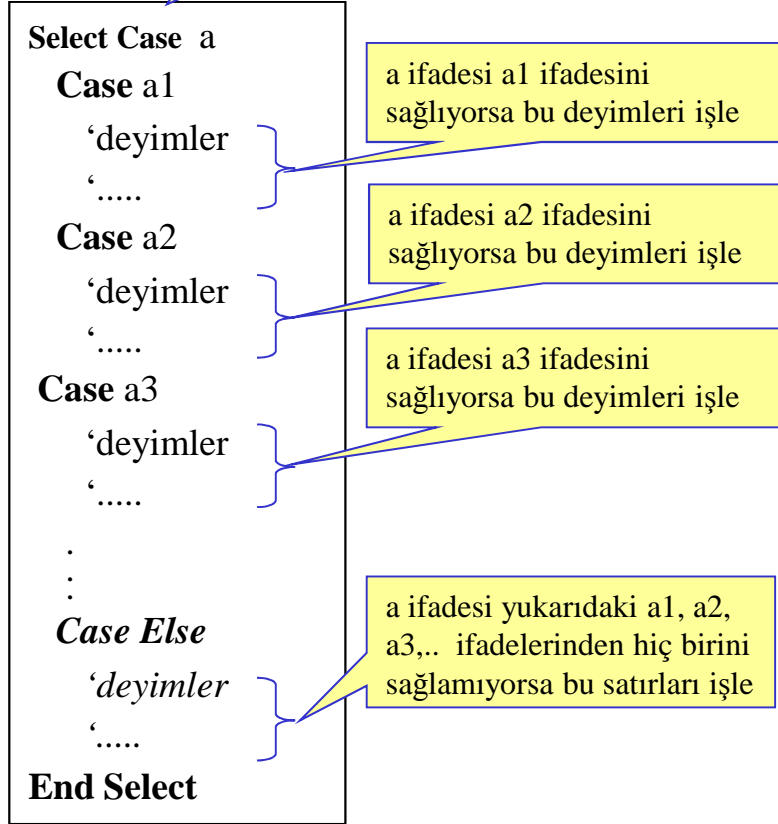 Select Case a
Case a1
a ifadesi a1 ifadesini
sağlıyorsa bu deyimleri işle
‘deyimler
‘.....
Case a2
a ifadesi a2 ifadesini
sağlıyorsa bu deyimleri işle
‘deyimler
‘.....
Case a3
a ifadesi a3 ifadesini
sağlıyorsa bu deyimleri işle
‘deyimler
‘.....
.
:
Case Else
a ifadesi yukarıdaki a1, a2,
a3,.. ifadelerinden hiç birini
sağlamıyorsa bu satırları işle
‘deyimler
‘.....
End Select